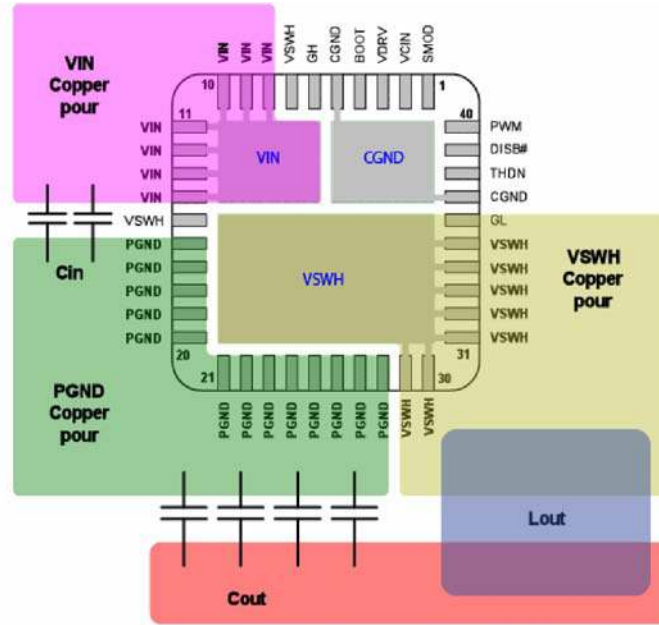 VIN
Copper
pour
VIN
VIN
VIN
VSWH
GH
CGND
BOOT
VDRV
VCIN
SMOD
10
1
11
40
VIN
VIN
VIN
VIN
VSWH
PGND
PGND
PGND
PGND
PGND
VIN
CGND
VSWH
PWM
DISB#
THDN
CGND
GL
VSWH
VSWH
VSWH
VSWH
VSWH
VSWH
Copper
pour
Cin
20
31
21
30
PGND
Copper
pour
PGND
PGND
PGND
PGND
PGND
PGND
PGND
PGND
VSWH
VSWH
Lout
Cout